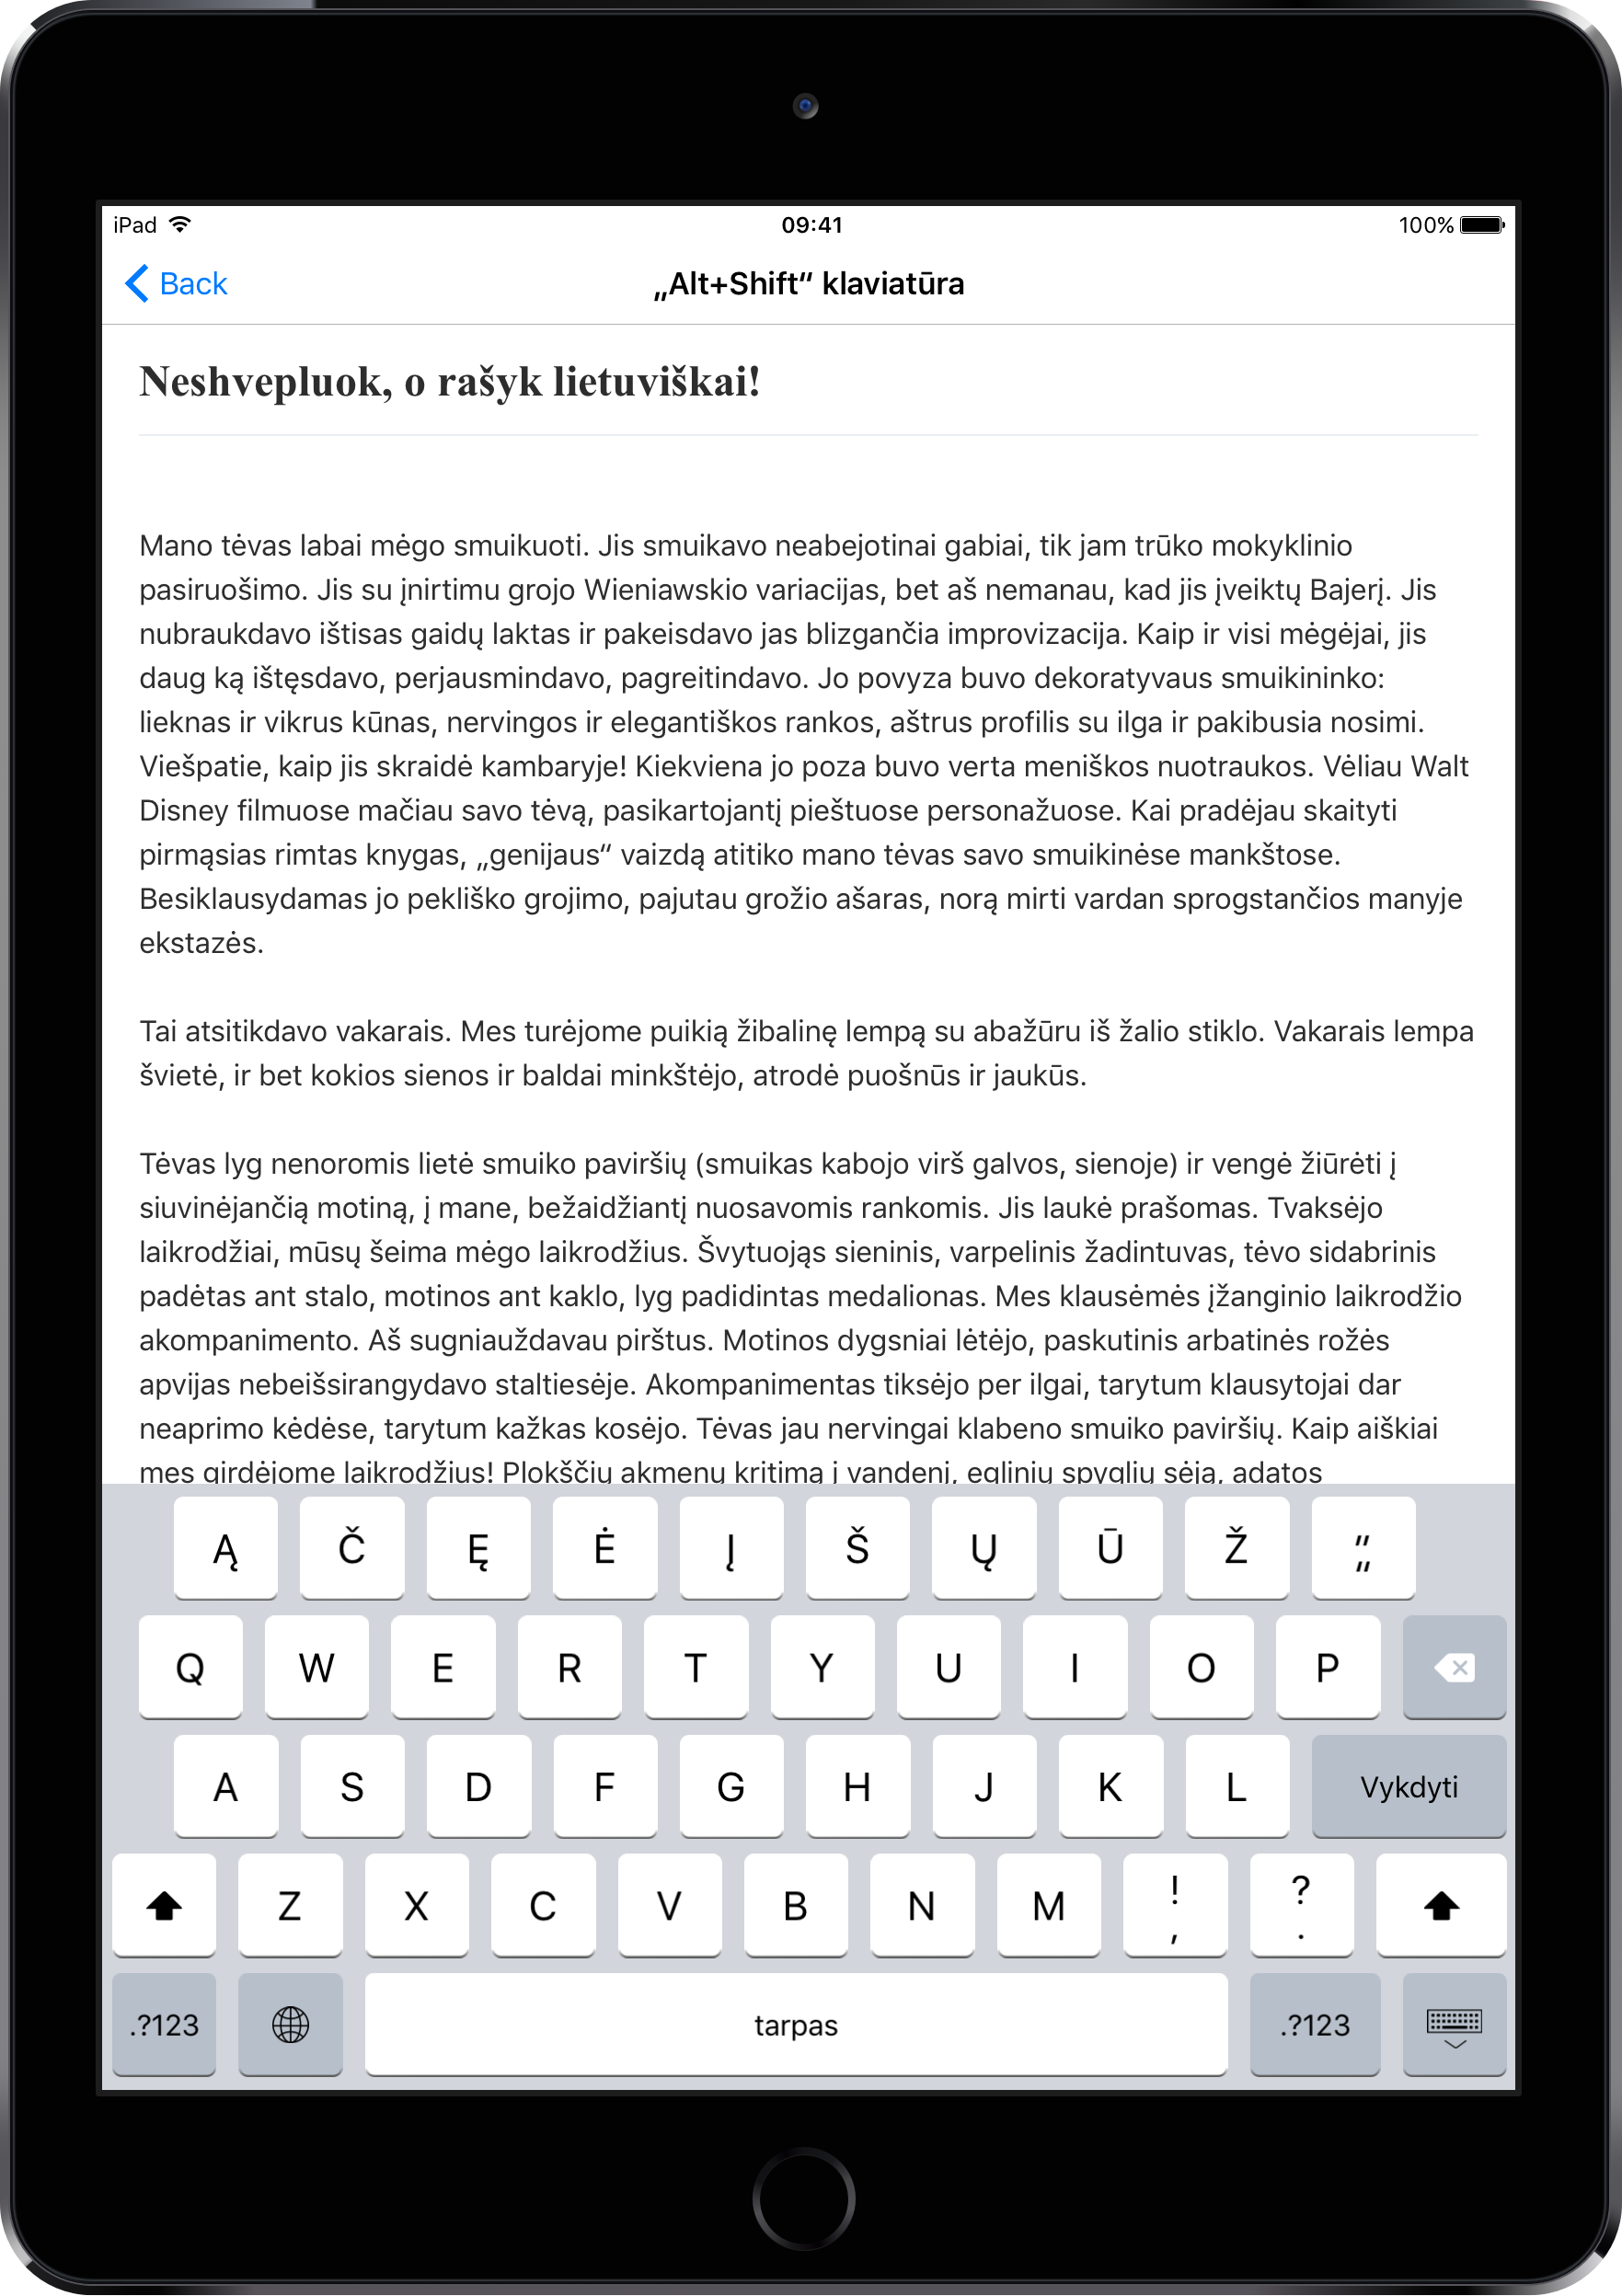 iPad 09:41 100%
Back „Alt+Shift“ klaviatūra
Neshvepluok, o rašyk lietuviškai!
Mano tėvas labai mėgo smuikuoti. Jis smuikavo neabejotinai gabiai, tik jam trūko mokyklinio
pasiruošimo. Jis su įnirtimu grojo Wieniawskio variacijas, bet aš nemanau, kad jis įveiktų Bajerį. Jis
nubraukdavo ištisas gaidų laktas ir pakeisdavo jas blizgančia improvizacija. Kaip ir visi mėgėjai, jis
daug ką ištęsdavo, perjausmindavo, pagreitindavo. Jo povyza buvo dekoratyvaus smuikininko:
lieknas ir vikrus kūnas, nervingos ir elegantiškos rankos, aštrus profilis su ilga ir pakibusia nosimi.
Viešpatie, kaip jis skraidė kambaryje! Kiekviena jo poza buvo verta meniškos nuotraukos. Vėliau Walt
Disney filmuose mačiau savo tėvą, pasikartojantį pieštuose personažuose. Kai pradėjau skaityti
pirmąsias rimtas knygas, „genijaus“ vaizdą atitiko mano tėvas savo smuikinėse mankštose.
Besiklausydamas jo pekliško grojimo, pajutau grožio ašaras, norą mirti vardan sprogstančios manyje
ekstazės.
Tai atsitikdavo vakarais. Mes turėjome puikią žibalinę lempą su abažūru iš žalio stiklo. Vakarais lempa
švietė, ir bet kokios sienos ir baldai minkštėjo, atrodė puošnūs ir jaukūs.
Tėvas lyg nenoromis lietė smuiko paviršių (smuikas kabojo virš galvos, sienoje) ir vengė žiūrėti į
siuvinėjančią motiną, į mane, bežaidžiantį nuosavomis rankomis. Jis laukė prašomas. Tvaksėjo
laikrodžiai, mūsų šeima mėgo laikrodžius. Švytuojąs sieninis, varpelinis žadintuvas, tėvo sidabrinis
padėtas ant stalo, motinos ant kaklo, lyg padidintas medalionas. Mes klausėmės įžanginio laikrodžio
akompanimento. Aš sugniauždavau pirštus. Motinos dygsniai lėtėjo, paskutinis arbatinės rožės
apvijas nebeišsirangydavo staltiesėje. Akompanimentas tiksėjo per ilgai, tarytum klausytojai dar
neaprimo kėdėse, tarytum kažkas kosėjo. Tėvas jau nervingai klabeno smuiko paviršių. Kaip aiškiai
mes girdėjome laikrodžius! Plokščių akmenų kritimą į vandenį, eglinių spyglių sėją, adatos
Ą Č Ę Ė Į Š Ų Ū Ž “ „
Q W E R T Y U I O P
A S D F G H J K L Vykdyti
Z X C V B N M ! , ? .
.?123 tarpas .?123